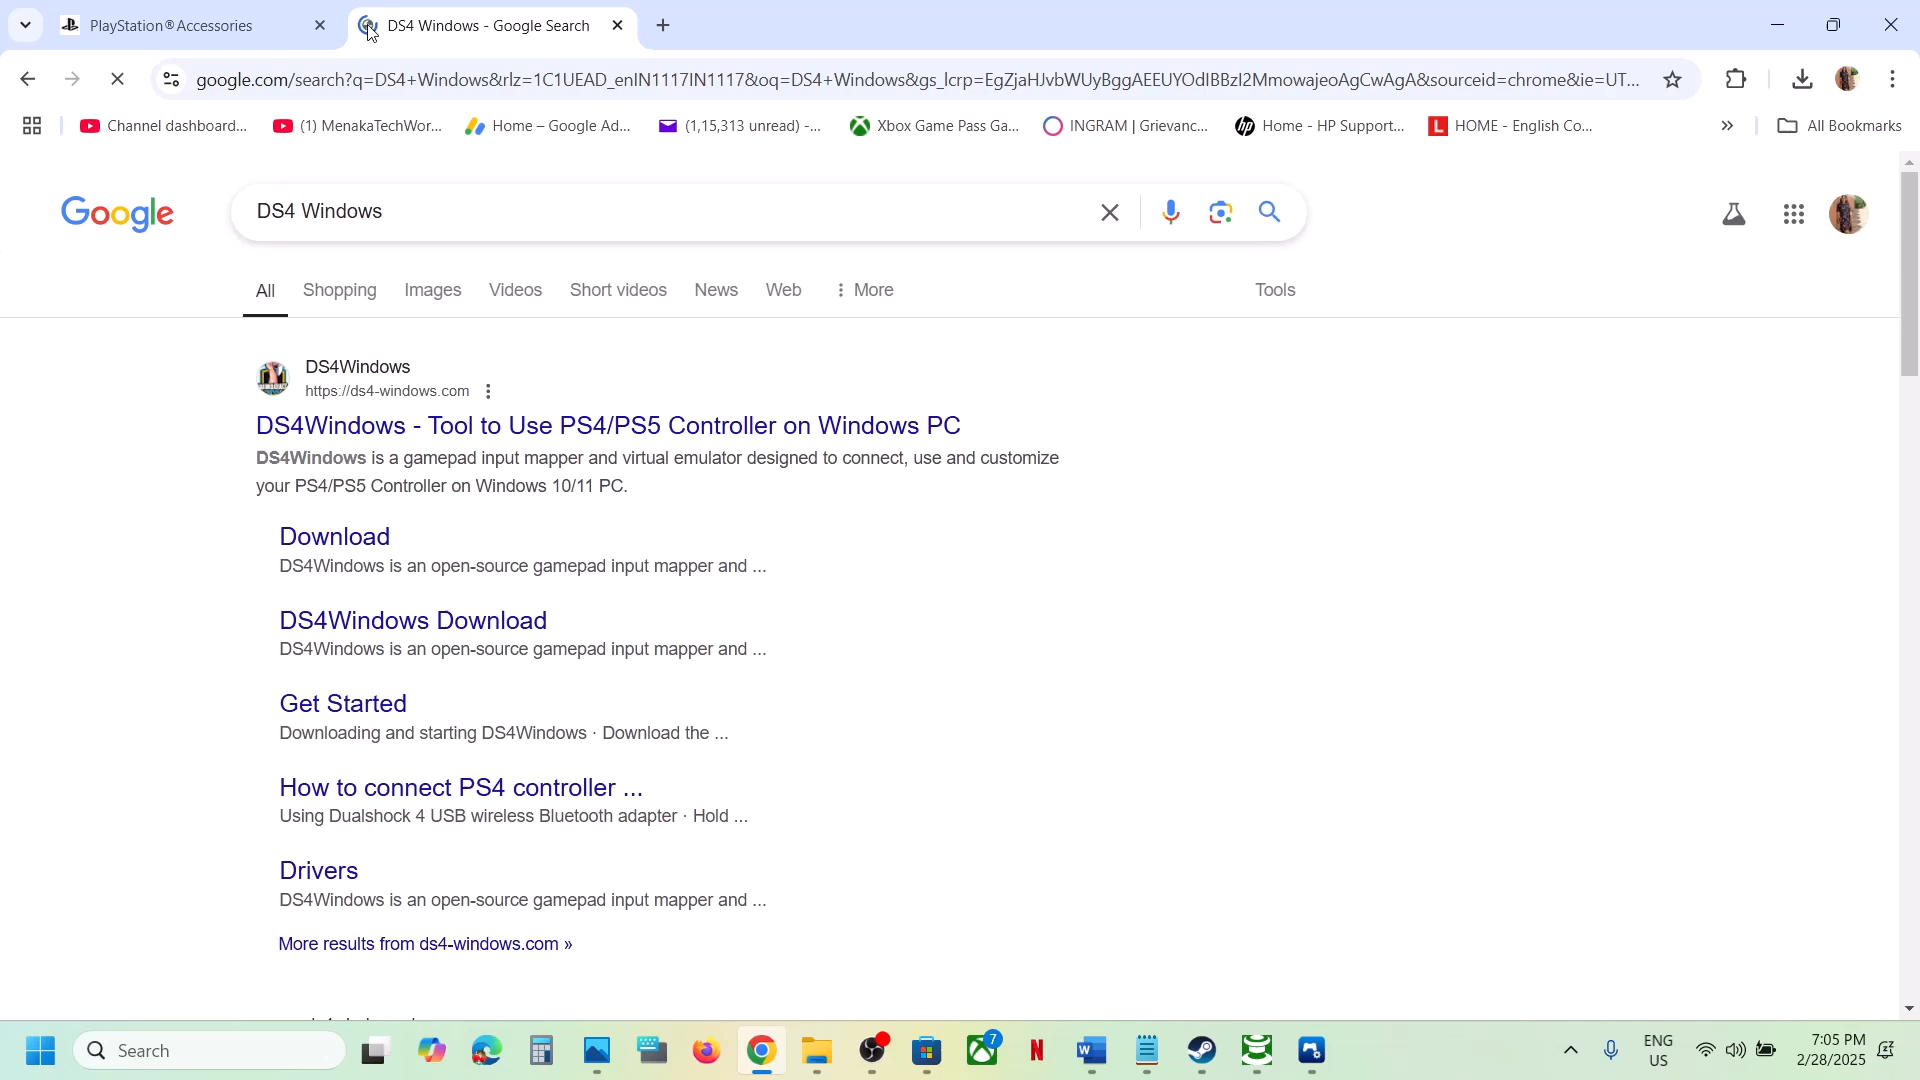 PlayStation®Accessories
DS4 Windows - Google Search
google.com/search?q=DS4+Windows&rlz=1C1UEAD_enIN1117IN1117&oq=DS4+Windows&gs_lcrp=EgZjaHJvbWUyBggAEEUYOdIBBzI2MmowajeoAgCwAgA&sourceid=chrome&ie=UT...
Channel dashboard...
(1) MenakaTechWor...
Home – Google Ad...
(1,15,313 unread) -...
Xbox Game Pass Ga...
INGRAM | Grievanc...
Home - HP Support...
HOME - English Co...
»
All Bookmarks
Google
DS4 Windows
All Shopping Images Videos Short videos News Web More Tools
DS4Windows
https://ds4-windows.com
DS4Windows - Tool to Use PS4/PS5 Controller on Windows PC
DS4Windows is a gamepad input mapper and virtual emulator designed to connect, use and customize
your PS4/PS5 Controller on Windows 10/11 PC.
Download
DS4Windows is an open-source gamepad input mapper and ...
DS4Windows Download
DS4Windows is an open-source gamepad input mapper and ...
Get Started
Downloading and starting DS4Windows · Download the ...
How to connect PS4 controller ...
Using Dualshock 4 USB wireless Bluetooth adapter · Hold ...
Drivers
DS4Windows is an open-source gamepad input mapper and ...
More results from ds4-windows.com »
Search
7
ENG
US
7:05 PM
2/28/2025